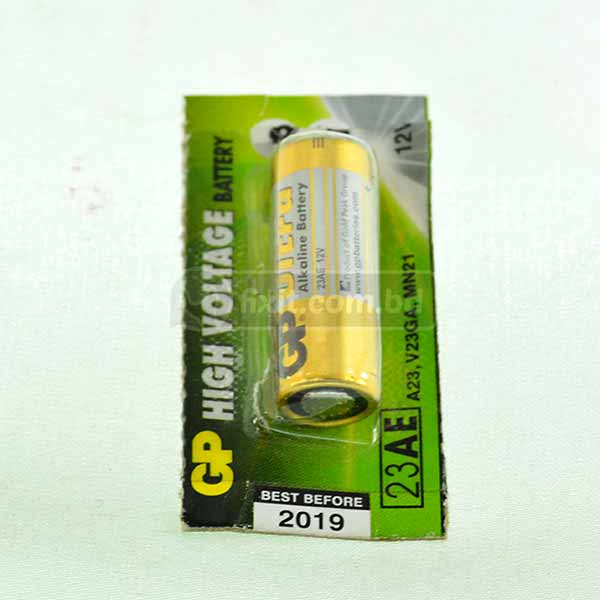 GP HIGH VOLTAGE
BATTERY
12V
GP Ultra
Alkaline Battery
23AE 12V
Product of Gold Peak Group
www.gpbatteries.com
fixit.com.bd
23AE A23, V23GA, MN21
BEST BEFORE
2019